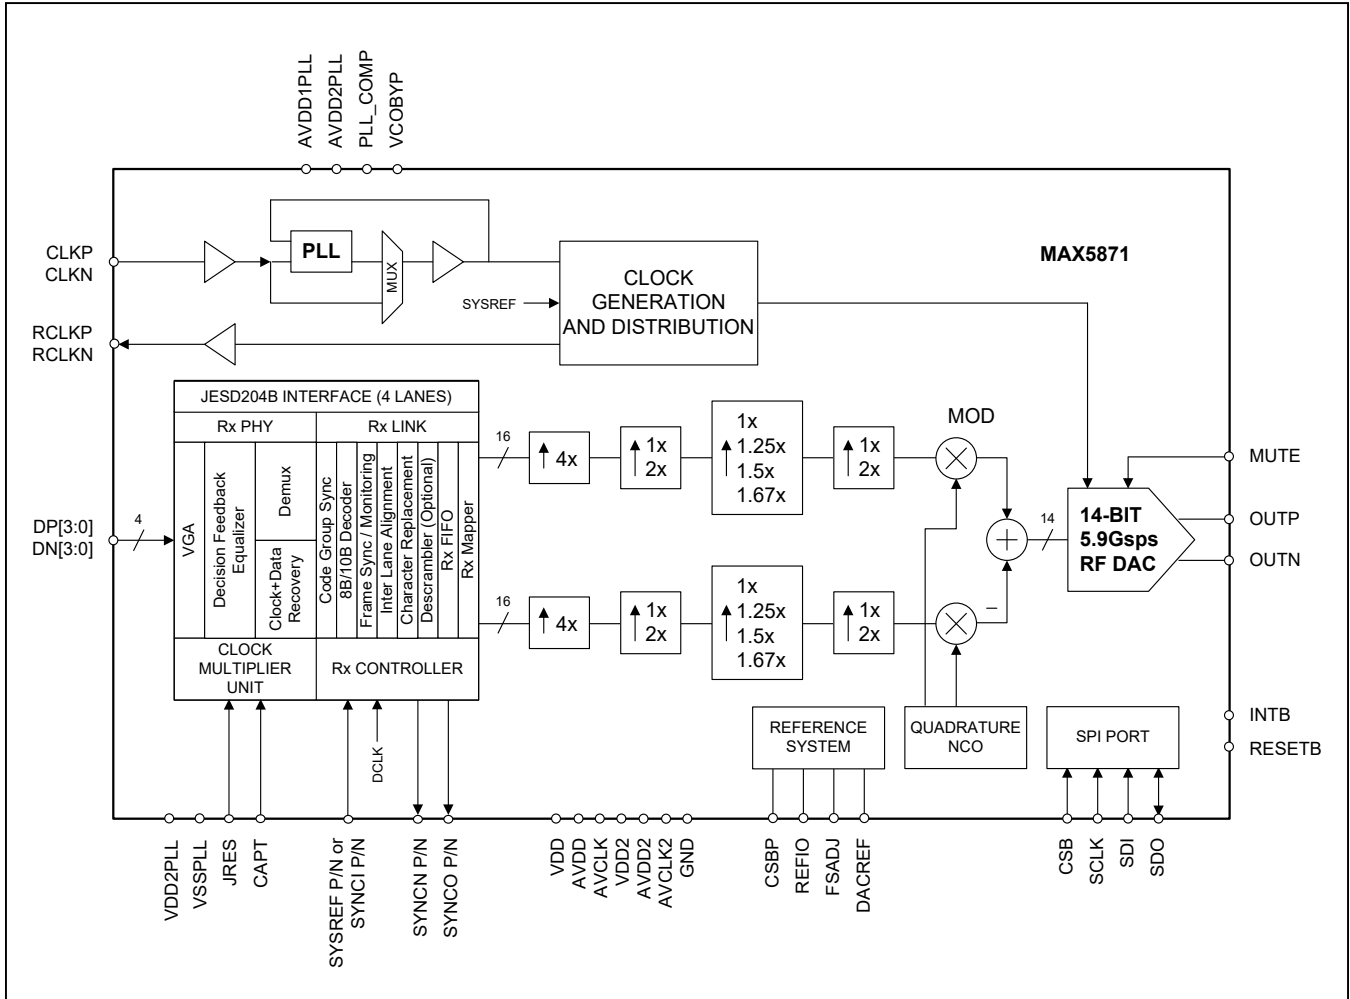 AVDD1PLL
AVDD2PLL
PLL_COMP
VCOBYP
CLKP
CLKN
PLL
MUX
SYSREF
CLOCK
GENERATION
AND DISTRIBUTION
MAX5871
RCLKP
RCLKN
JESD204B INTERFACE (4 LANES)
Rx PHY
Rx LINK
VGA
Decision Feedback
Equalizer
Demux
Clock+Data
Recovery
Code Group Sync
8B/10B Decoder
Frame Sync / Monitoring
Inter Lane Alignment
Character Replacement
Descrambler (Optional)
Rx FIFO
Rx Mapper
CLOCK
MULTIPLIER
UNIT
Rx CONTROLLER
DP[3:0]
DN[3:0]
4
16
4x
1x
2x
1x
1.25x
1.5x
1.67x
1x
2x
MOD
16
4x
1x
2x
1x
1.25x
1.5x
1.67x
1x
2x
–
14
14-BIT
5.9Gsps
RF DAC
MUTE
OUTP
OUTN
INTB
RESETB
DCLK
REFERENCE
SYSTEM
QUADRATURE
NCO
SPI PORT
VDD2PLL
VSSPLL
JRES
CAPT
SYSREF P/N or
SYNCI P/N
SYNCN P/N
SYNCO P/N
VDD
AVDD
AVCLK
VDD2
AVDD2
AVCLK2
GND
CSBP
REFIO
FSADJ
DACREF
CSB
SCLK
SDI
SDO